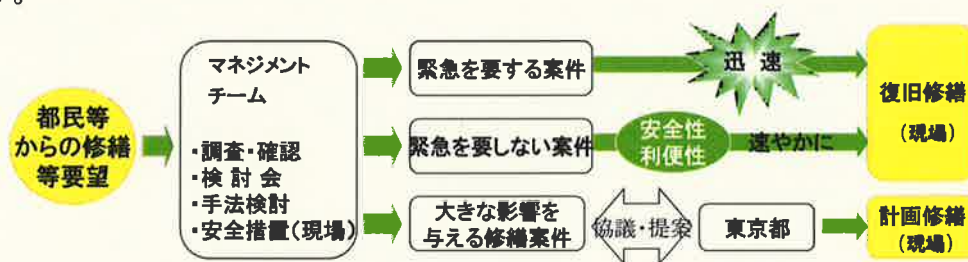 す。
都民等
からの修繕
等要望
マネジメント
チーム
・調査・確認
・検 討 会
・手法検討
・安全措置(現場)
緊急を要する案件
迅 速
緊急を要しない案件
安全性
利便性
速やかに
復旧修繕
(現場)
大きな影響を
与える修繕案件
協議・提案
東京都
計画修繕
(現場)